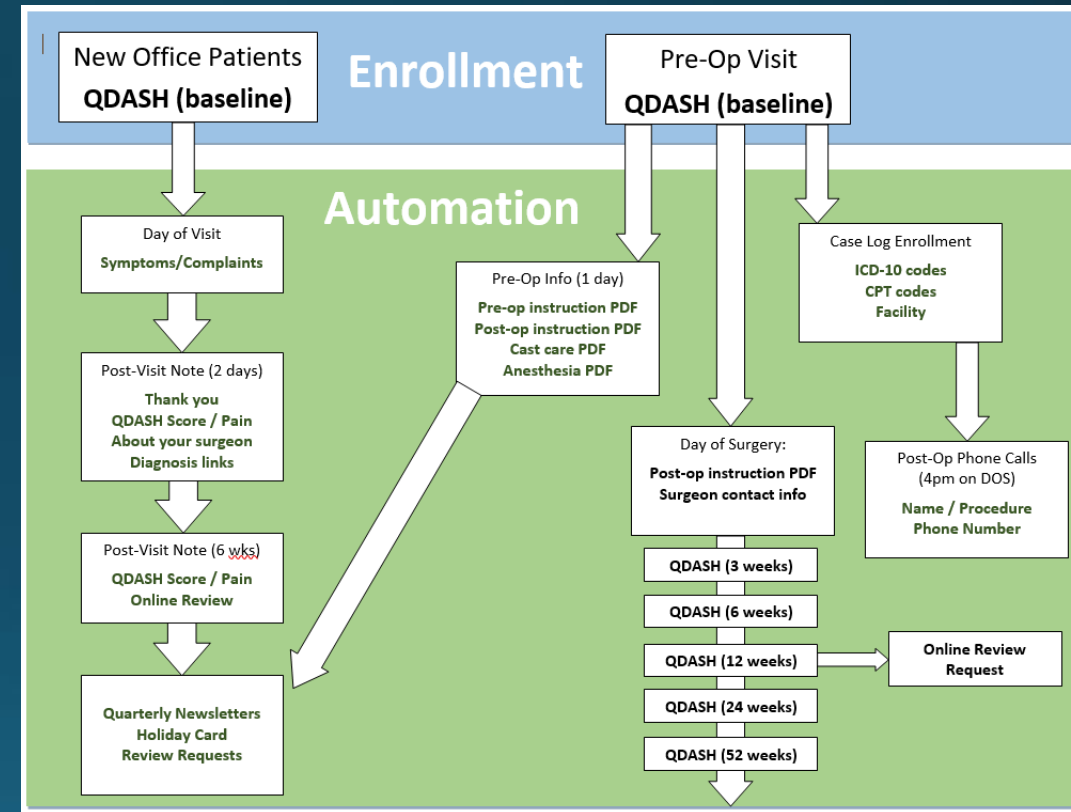 Enrollment
New Office Patients
QDASH (baseline)
Pre-Op Visit
QDASH (baseline)
Automation
Day of Visit
Symptoms/Complaints
Post-Visit Note (2 days)
Thank you
QDASH Score / Pain
About your surgeon
Diagnosis links
Post-Visit Note (6 wks)
QDASH Score / Pain
Online Review
Quarterly Newsletters
Holiday Card
Review Requests
Pre-Op Info (1 day)
Pre-op instruction PDF
Post-op instruction PDF
Cast care PDF
Anesthesia PDF
Day of Surgery:
Post-op instruction PDF
Surgeon contact info
QDASH (3 weeks)
QDASH (6 weeks)
QDASH (12 weeks)
QDASH (24 weeks)
QDASH (52 weeks)
Online Review
Request
Case Log Enrollment
ICD-10 codes
CPT codes
Facility
Post-Op Phone Calls
(4pm on DOS)
Name / Procedure
Phone Number